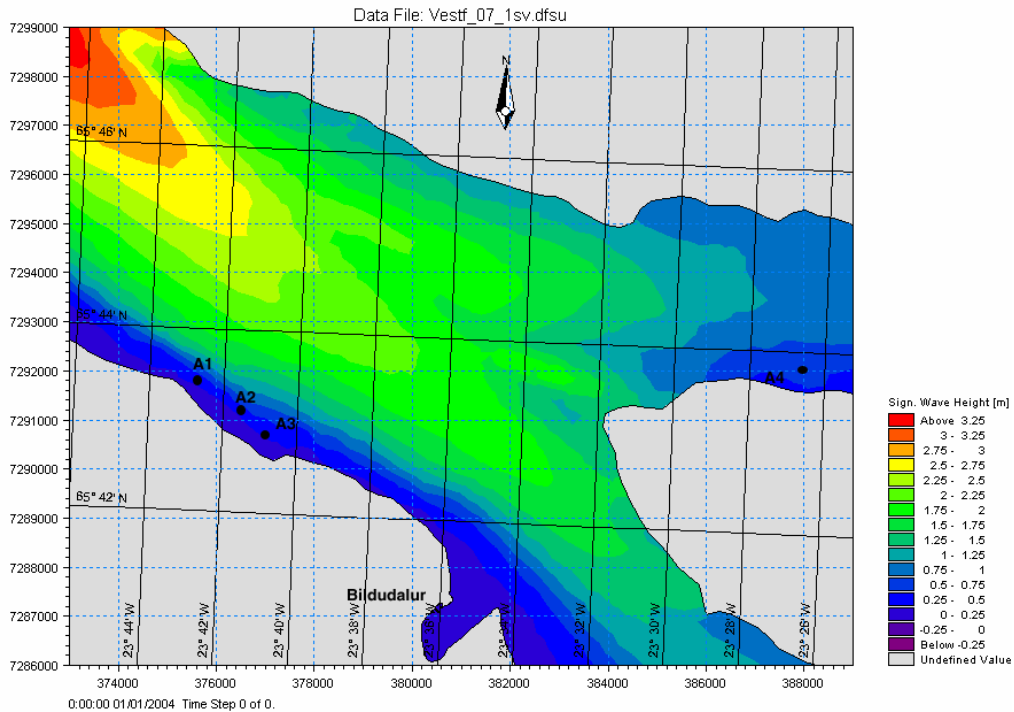 Data File: Vestf_07_1sv.dfsu
7299000
7298000
7297000
7296000
7295000
7294000
7293000
7292000
7291000
7290000
7289000
7288000
7287000
7286000
N
65° 46' N
65° 44' N
A1
A2
A3
A4
65° 42' N
Bildudalur
23° 44' W
23° 42' W
23° 40' W
23° 38' W
23° 36' W
23° 34' W
23° 32' W
23° 30' W
23° 28' W
23° 26' W
374000 376000 378000 380000 382000 384000 386000 388000
0:00:00 01/01/2004 Time Step 0 of 0.
Sign. Wave Height [m]
Above 3.25
3 - 3.25
2.75 - 3
2.5 - 2.75
2.25 - 2.5
2 - 2.25
1.75 - 2
1.5 - 1.75
1.25 - 1.5
1 - 1.25
0.75 - 1
0.5 - 0.75
0.25 - 0.5
0 - 0.25
-0.25 - 0
Below -0.25
Undefined Value